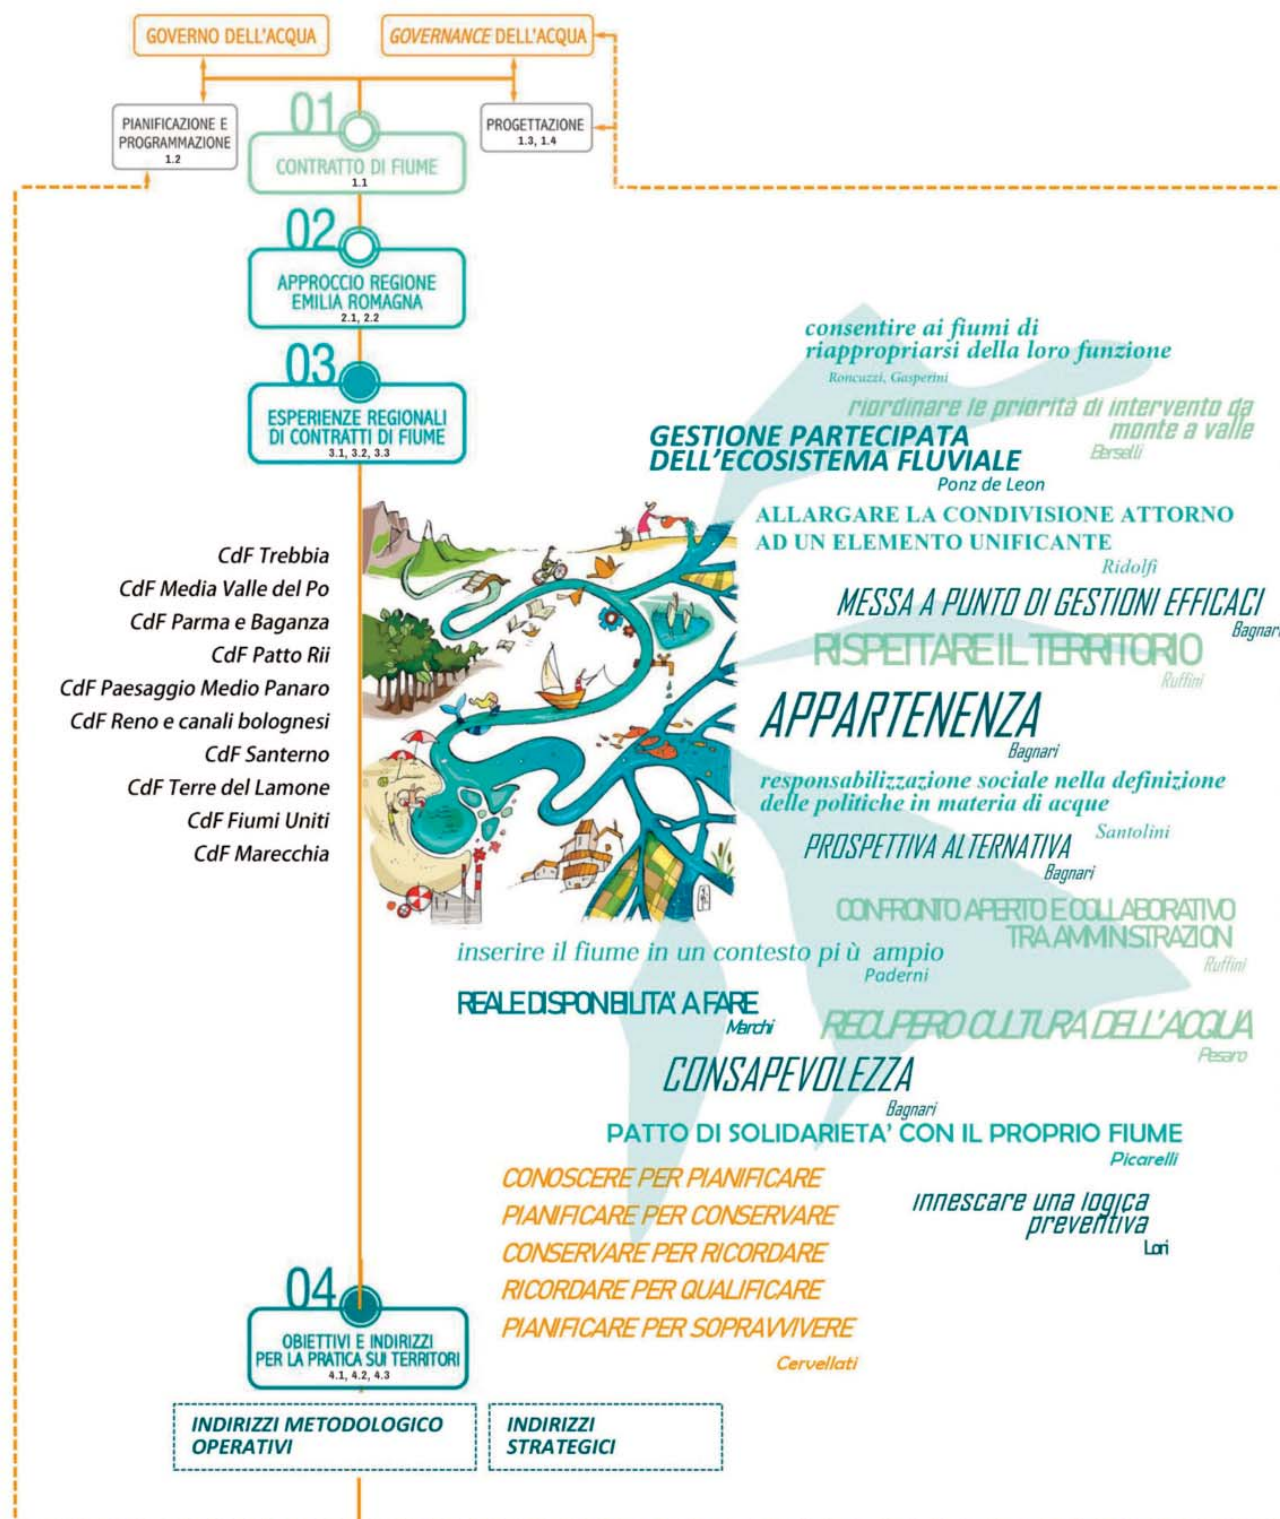 GOVERNO DELL'ACQUA
GOVERNANCE DELL'ACQUA
PIANIFICAZIONE E
PROGRAMMAZIONE
1.2
PROGETTAZIONE
1.3, 1.4
01
CONTRATTO DI FIUME
1.1
02
APPROCCIO REGIONE
EMILIA ROMAGNA
2.1, 2.2
03
ESPERIENZE REGIONALI
DI CONTRATTI DI FIUME
3.1, 3.2, 3.3
CdF Trebbia
CdF Media Valle del Po
CdF Parma e Baganza
CdF Patto Rii
CdF Paesaggio Medio Panaro
CdF Reno e canali bolognesi
CdF Santerno
CdF Terre del Lamone
CdF Fiumi Uniti
CdF Marecchia
consentire ai fiumi di
riappropriarsi della loro funzione
Roncuzzi, Gasperini
riordinare le priorità di intervento da
monte a valle
Berselli
GESTIONE PARTECIPATA
DELL'ECOSISTEMA FLUVIALE
Ponz de Leon
ALLARGARE LA CONDIVISIONE ATTORNO
AD UN ELEMENTO UNIFICANTE
Ridolfi
MESSA A PUNTO DI GESTIONI EFFICACI
Bagnari
RISPETTARE IL TERRITORIO
Ruffini
APPARTENENZA
Bagnari
responsabilizzazione sociale nella definizione
delle politiche in materia di acque
Santolini
PROSPETTIVA ALTERNATIVA
Bagnari
CONFRONTO APERTO E COLLABORATIVO
TRA AMMINSTRAZION
Ruffini
inserire il fiume in un contesto pi ù ampio
Paderni
REALE DISPONIBILITA' A FARE
Marchi
RECUPERO CULTURA DELL'ACQUA
Pesaro
CONSAPEVOLEZZA
Bagnari
PATTO DI SOLIDARIETA' CON IL PROPRIO FIUME
Picarelli
CONOSCERE PER PIANIFICARE
PIANIFICARE PER CONSERVARE
CONSERVARE PER RICORDARE
RICORDARE PER QUALIFICARE
PIANIFICARE PER SOPRAVVIVERE
Cervellati
innescare una logica
preventiva
Lori
04
OBIETTIVI E INDIRIZZI
PER LA PRATICA SUI TERRITORI
4.1, 4.2, 4.3
INDIRIZZI METODOLOGICO
OPERATIVI
INDIRIZZI
STRATEGICI